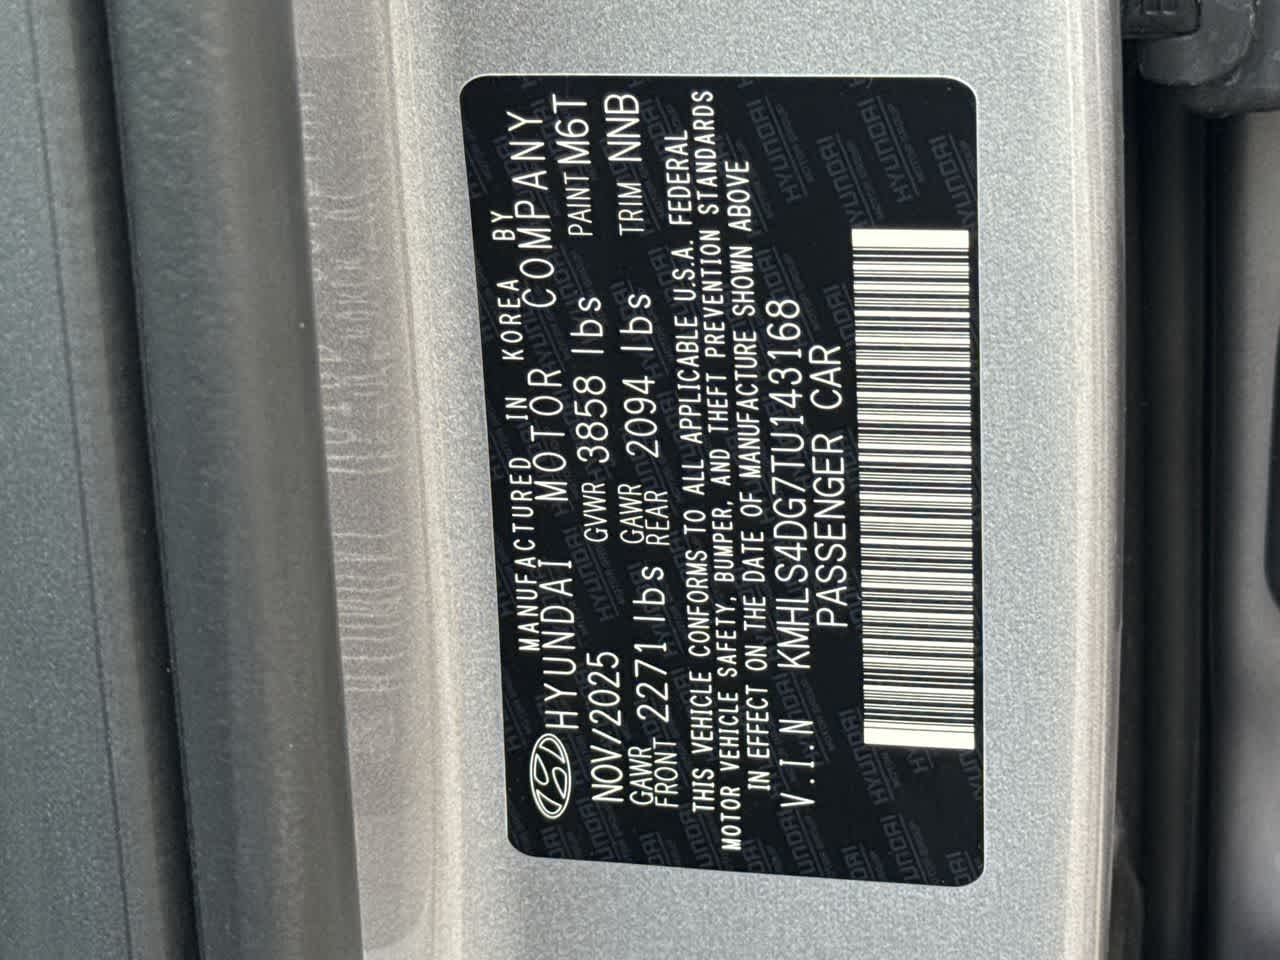 MANUFACTURED IN KOREA BY
HYUNDAI MOTOR COMPANY
NOV/2025 GVWR 3858 lbs PAINT M6T
GAWR FRONT 2271 lbs GAWR REAR 2094 lbs TRIM NNB
THIS VEHICLE CONFORMS TO ALL APPLICABLE U.S.A. FEDERAL
MOTOR VEHICLE SAFETY, BUMPER, AND THEFT PREVENTION STANDARDS
IN EFFECT ON THE DATE OF MANUFACTURE SHOWN ABOVE
V.I.N KMHLS4DG7TU143168
PASSENGER CAR